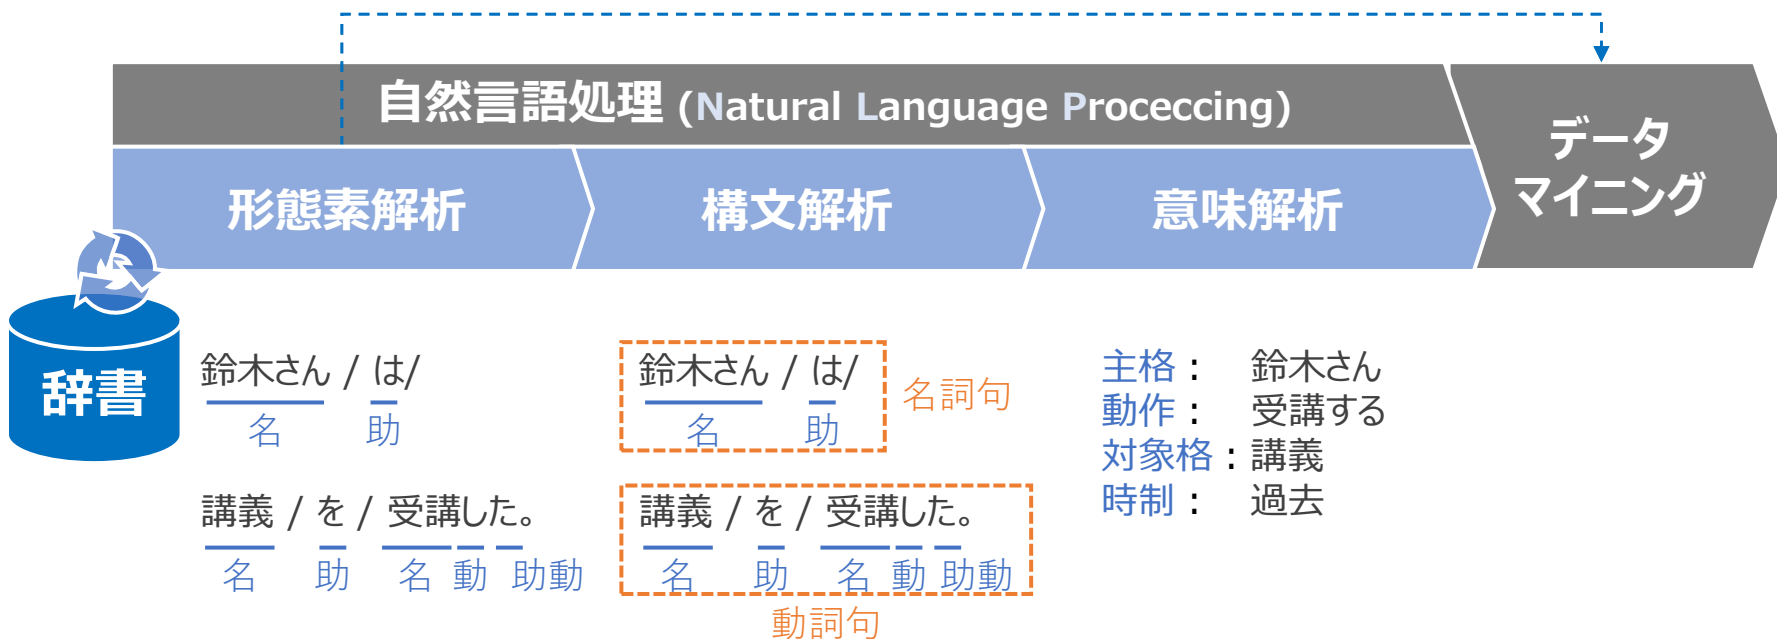 自然言語処理 (Natural Language Proceccing)
データ
マイニング
形態素解析
構文解析
意味解析
辞書
鈴木さん / は/
名 助
講義 / を / 受講した。
名 助 名 動 助動
鈴木さん / は/
名 助
名詞句
講義 / を / 受講した。
名 助 名 動 助動
動詞句
主格： 鈴木さん
動作： 受講する
対象格：講義
時制： 過去